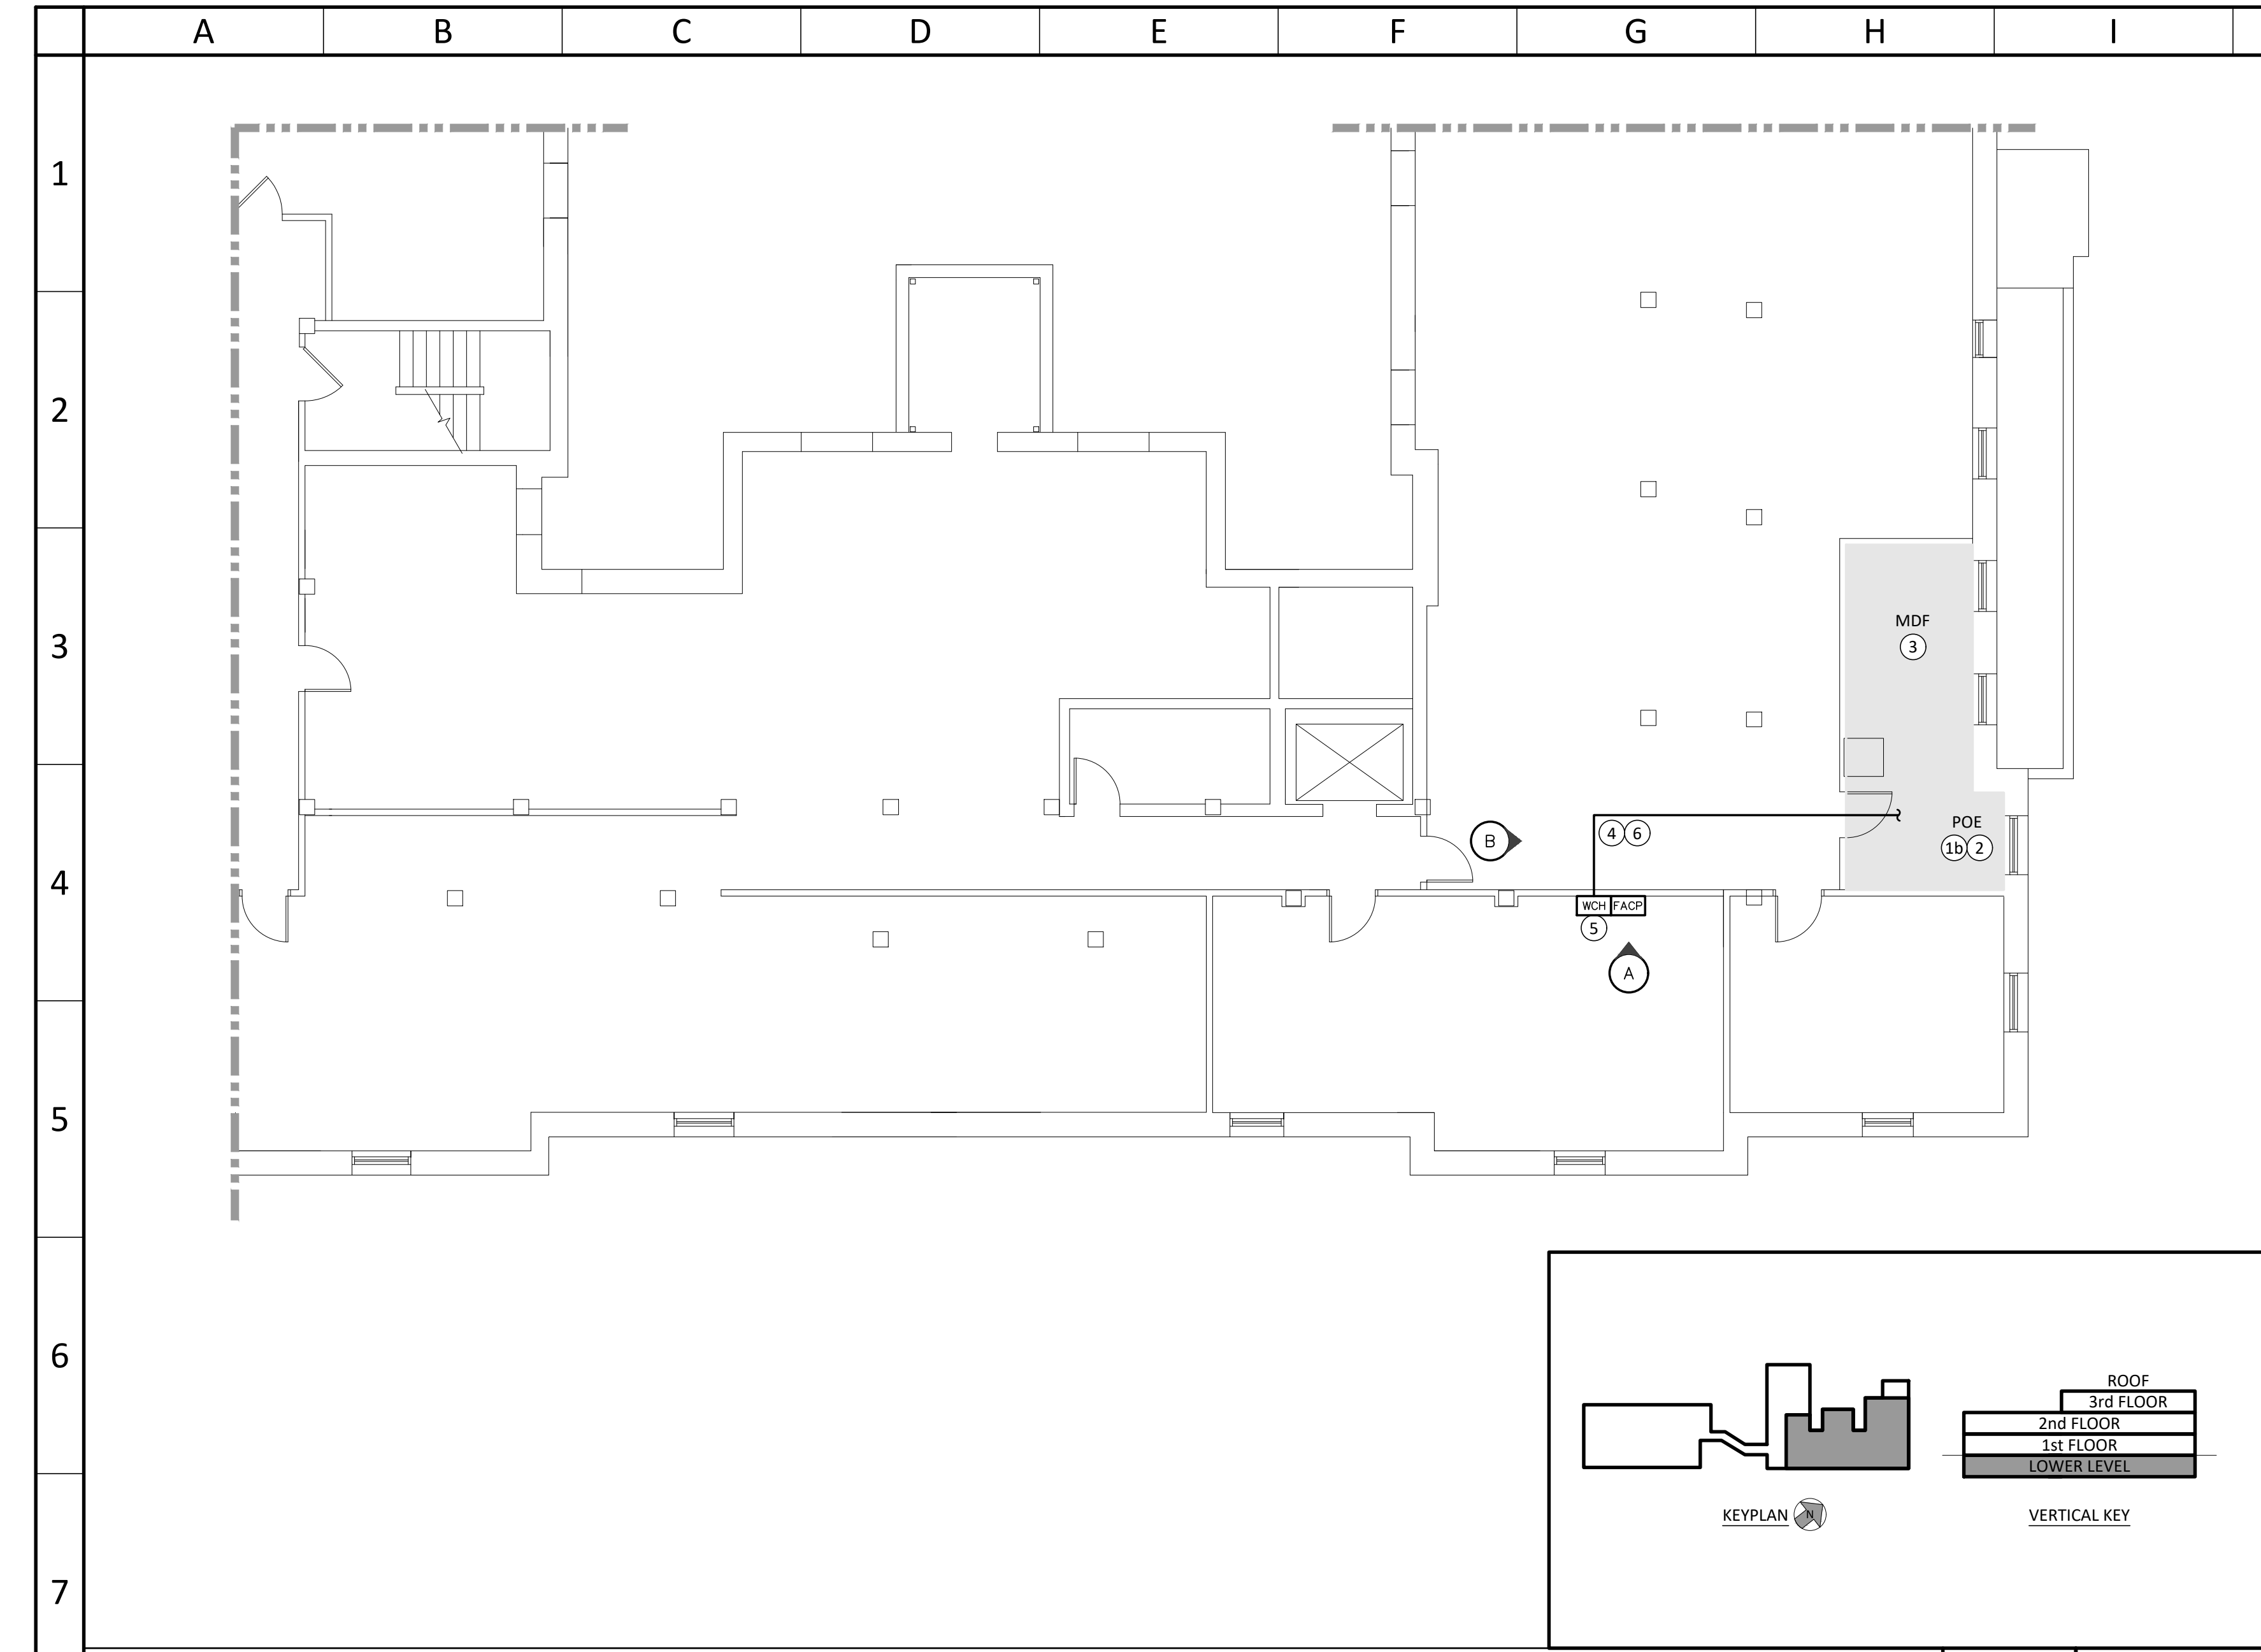 A B C D E F G H I
1
2
3
MDF
3
4 6
POE
1b 2
B
4
WCH FACP
5
A
5
6
ROOF
3rd FLOOR
2nd FLOOR
1st FLOOR
LOWER LEVEL
KEYPLAN N
VERTICAL KEY
7